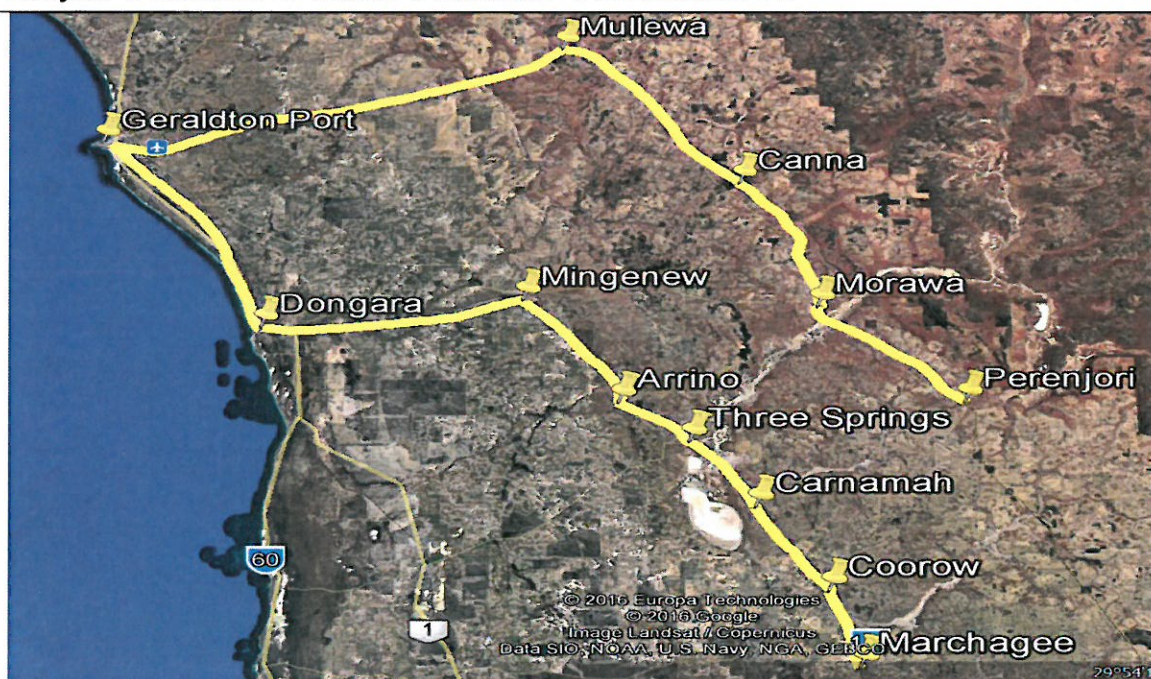 Mullewa
Geraldton Port
Canna
Mingenew
Morawa
Dongara
Arrino
Perenjori
Three Springs
Carnamah
60
Coorow
© 2016 Europa Technologies
© 2016 Google
Image Landsat / Copernicus
1
Data SIO, NOAA, U.S. Navy, NGA, GEBCO
Marchagee
29°54'1